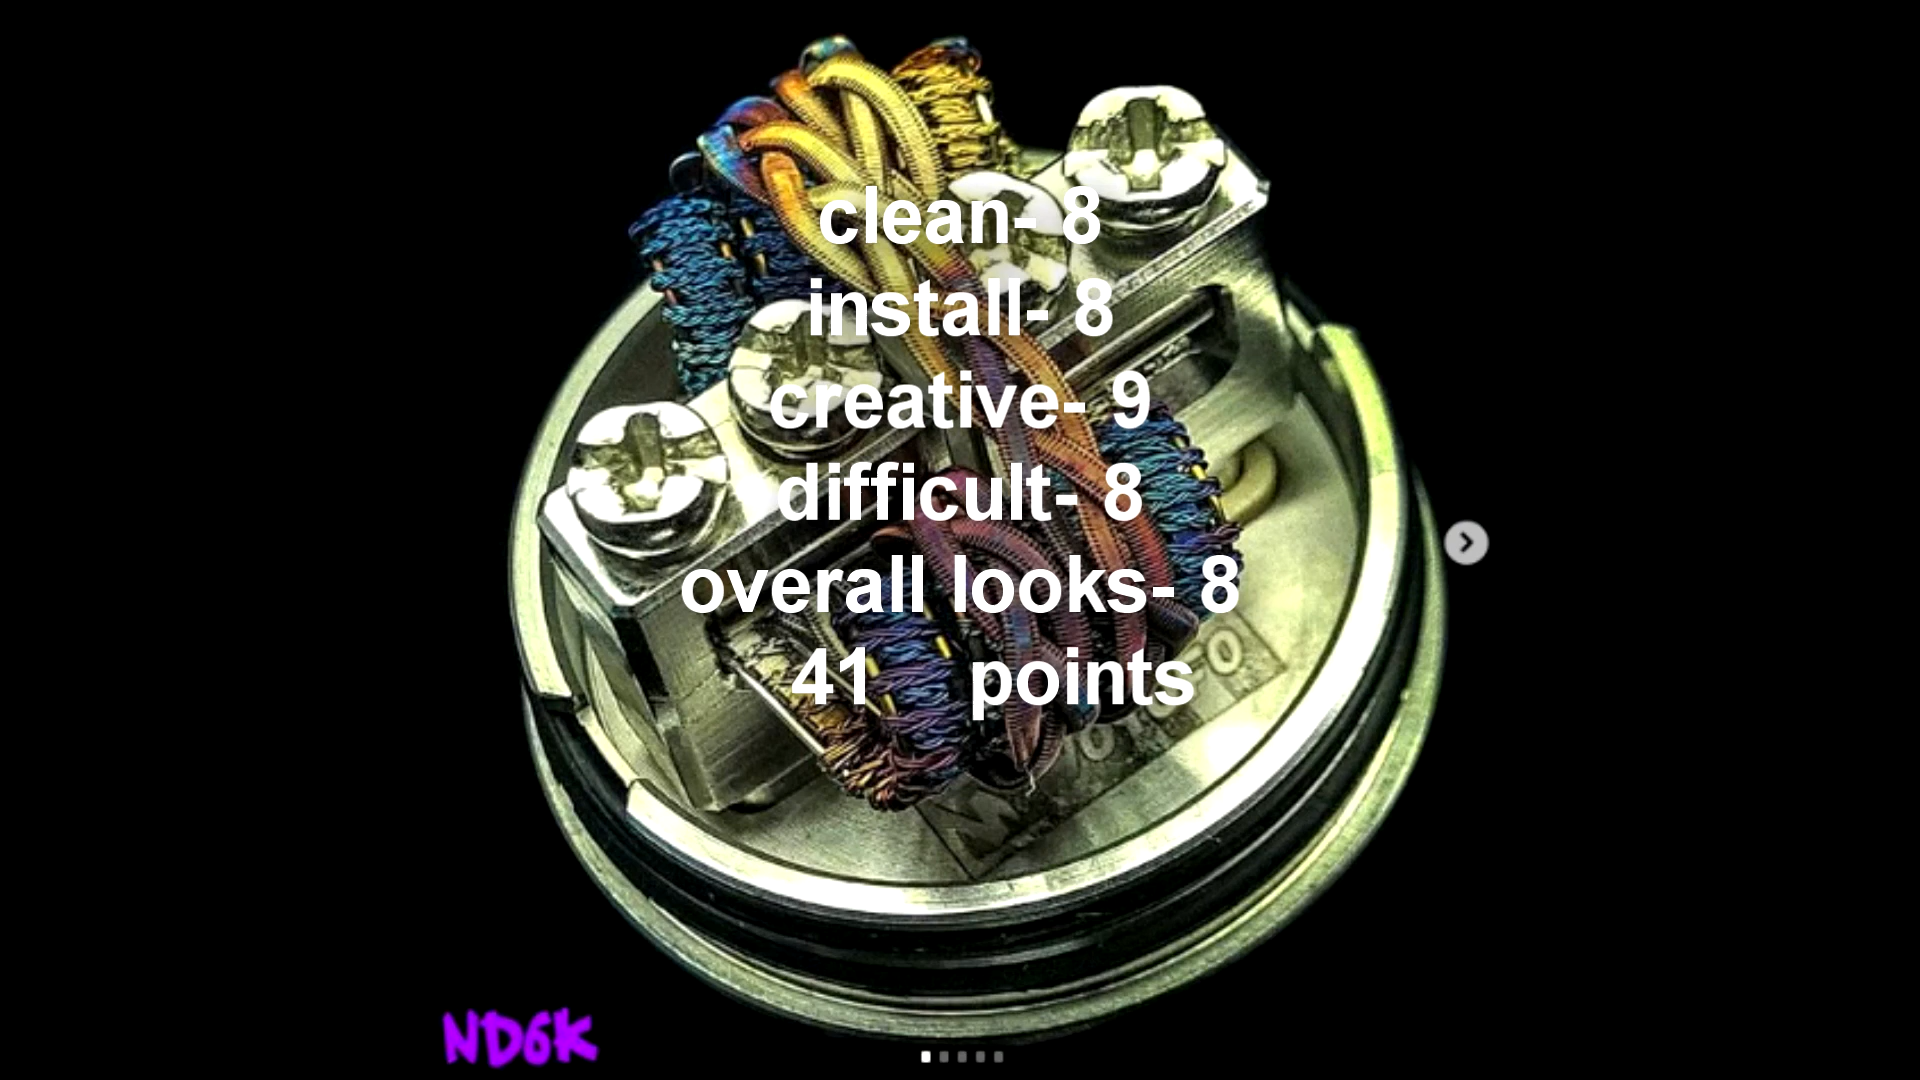 clean- 8
install- 8
creative- 9
difficult- 8
overall looks- 8
41 points
ND6K